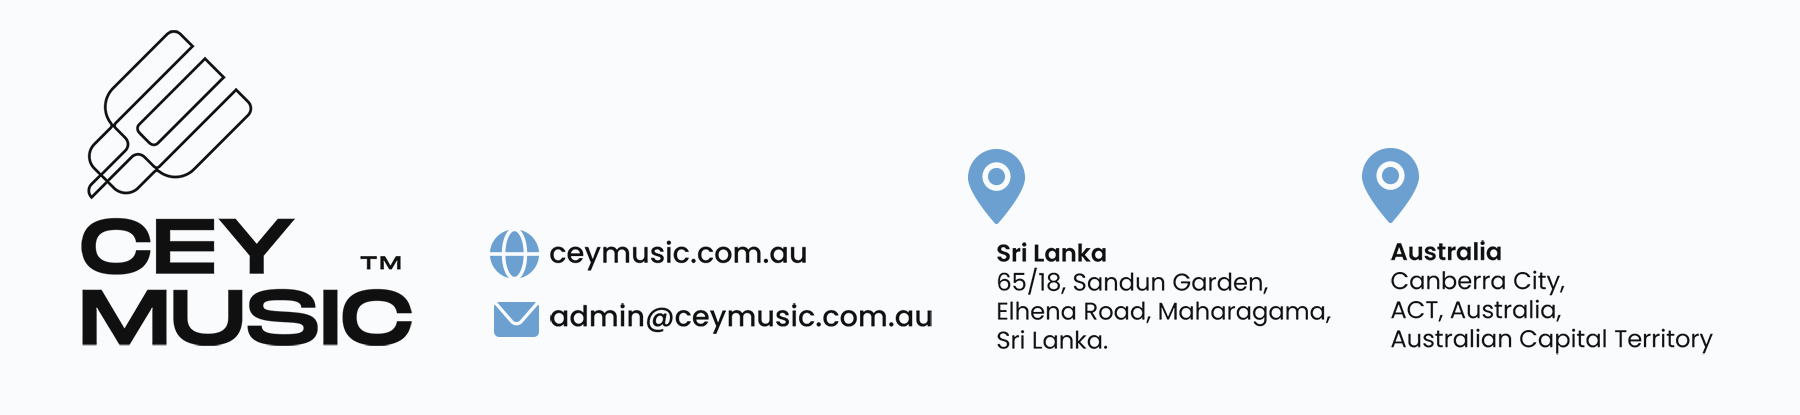 CEY
MUSIC
TM
ceymusic.com.au
admin@ceymusic.com.au
Sri Lanka
65/18, Sandun Garden,
Elhena Road, Maharagama,
Sri Lanka.
Australia
Canberra City,
ACT, Australia,
Australian Capital Territory